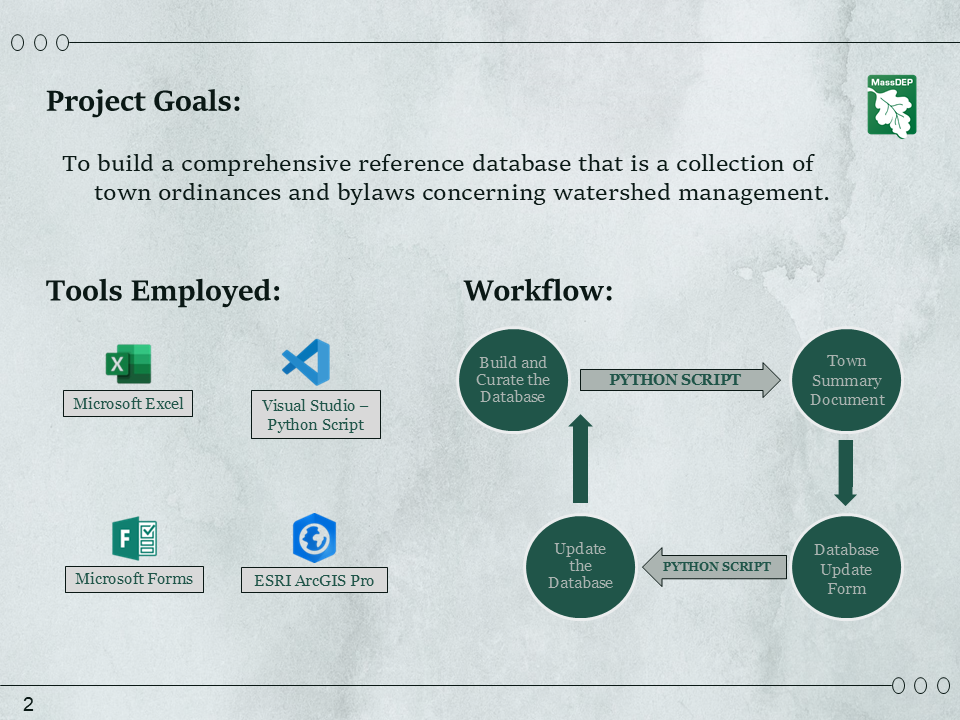 Project Goals:
MassDEP
To build a comprehensive reference database that is a collection of
town ordinances and bylaws concerning watershed management.
Tools Employed:
X
Microsoft Excel
Visual Studio –
Python Script
F
Microsoft Forms
ESRI ArcGIS Pro
Workflow:
Build and
Curate the
Database
PYTHON SCRIPT
Town
Summary
Document
Database
Update
Form
PYTHON SCRIPT
Update
the
Database
2